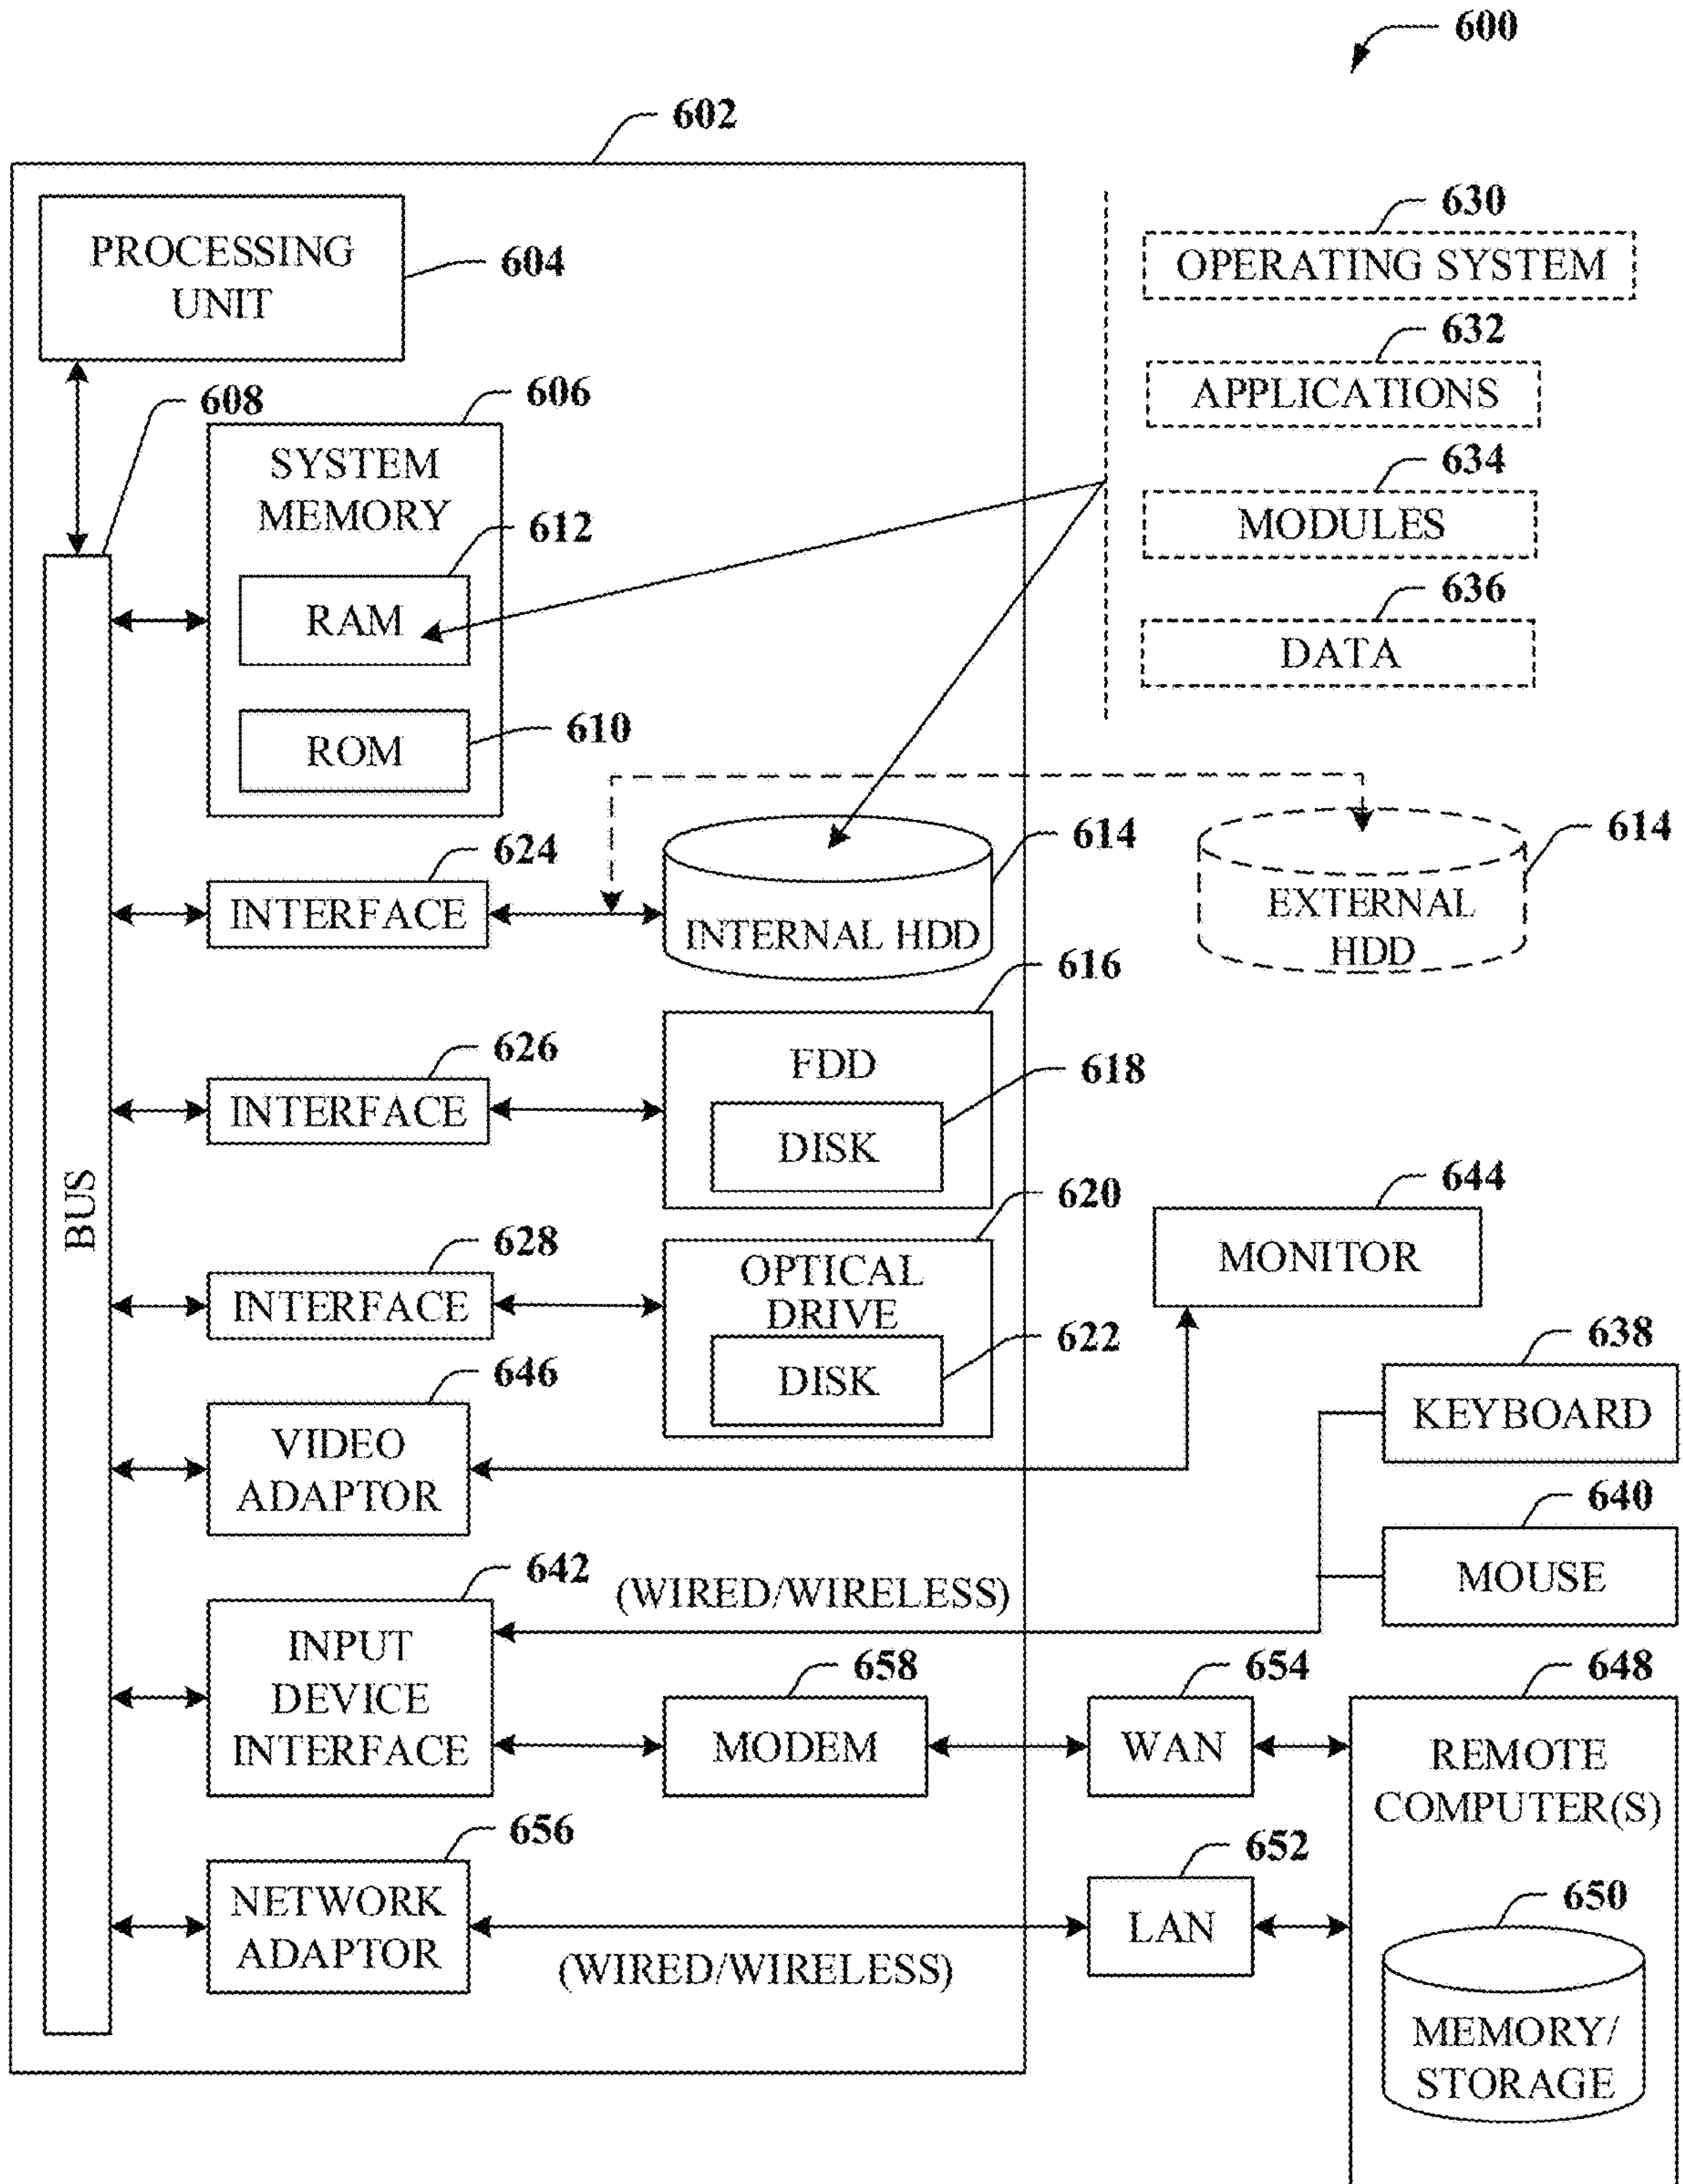 600
602
PROCESSING
UNIT
604
630
OPERATING SYSTEM
632
APPLICATIONS
634
MODULES
636
DATA
608
606
SYSTEM
MEMORY
612
RAM
610
ROM
BUS
624
INTERFACE
614
INTERNAL HDD
614
EXTERNAL
HDD
626
INTERFACE
616
FDD
618
DISK
628
INTERFACE
620
OPTICAL
DRIVE
622
DISK
644
MONITOR
646
VIDEO
ADAPTOR
638
KEYBOARD
640
MOUSE
642
INPUT
DEVICE
INTERFACE
(WIRED/WIRELESS)
658
MODEM
654
WAN
648
REMOTE
COMPUTER(S)
656
NETWORK
ADAPTOR
(WIRED/WIRELESS)
652
LAN
650
MEMORY/
STORAGE